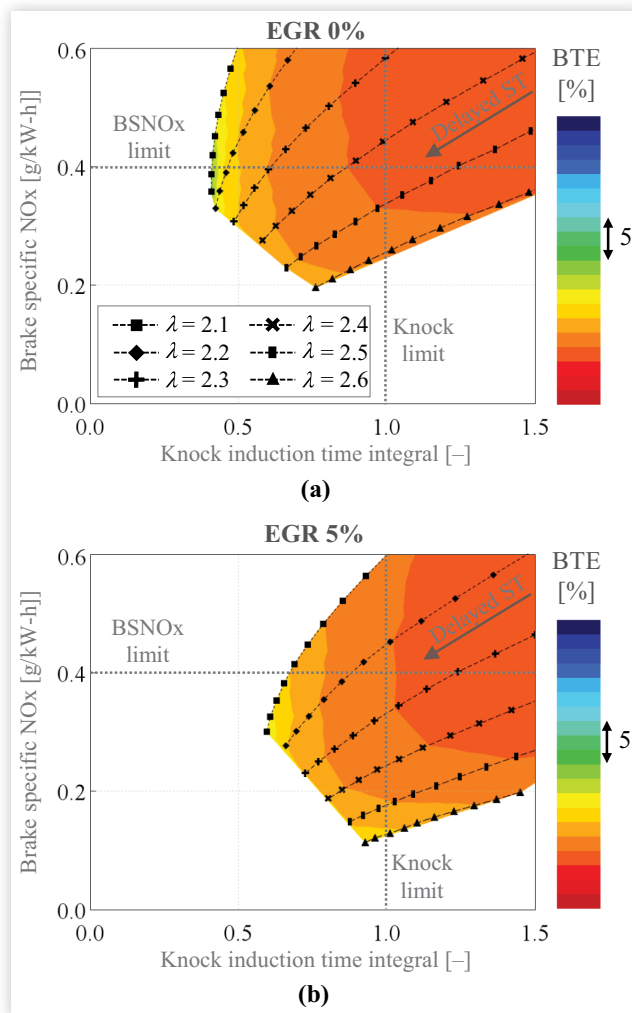 EGR 0%
BTE
[%]
0.6
0.4
0.2
0.0
Brake specific NOx [g/kW-h]]
BSNOx
limit
Delayed ST
5
λ = 2.1
λ = 2.4
λ = 2.2
λ = 2.5
λ = 2.3
λ = 2.6
Knock
limit
0.0
0.5
1.0
1.5
Knock induction time integral [–]
(a)
EGR 5%
BTE
[%]
0.6
0.4
0.2
0.0
Brake specific NOx [g/kW-h]]
BSNOx
limit
Delayed ST
5
Knock
limit
0.0
0.5
1.0
1.5
Knock induction time integral [–]
(b)